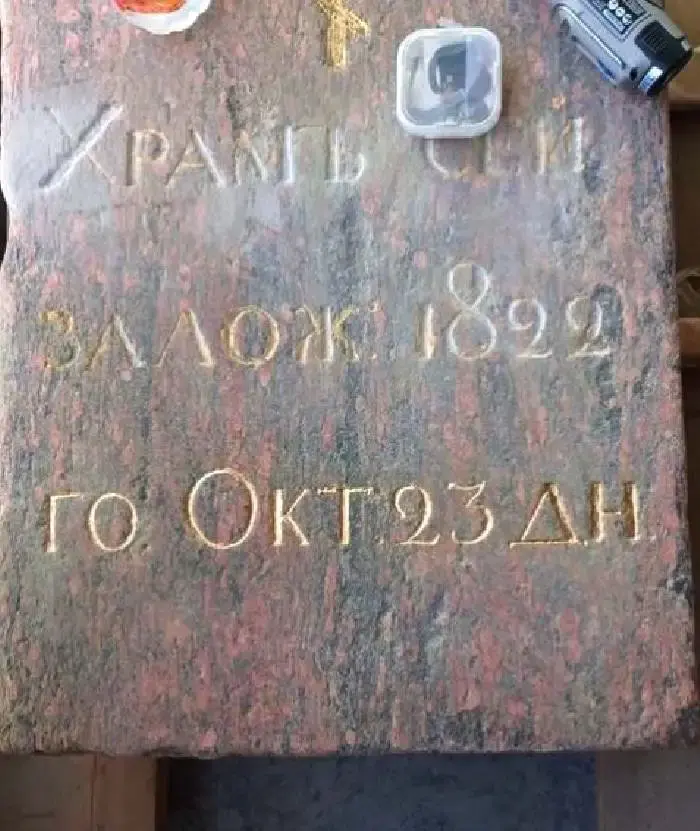 Храмъ сей
залож: 1822
го. Окт. 23 дн.